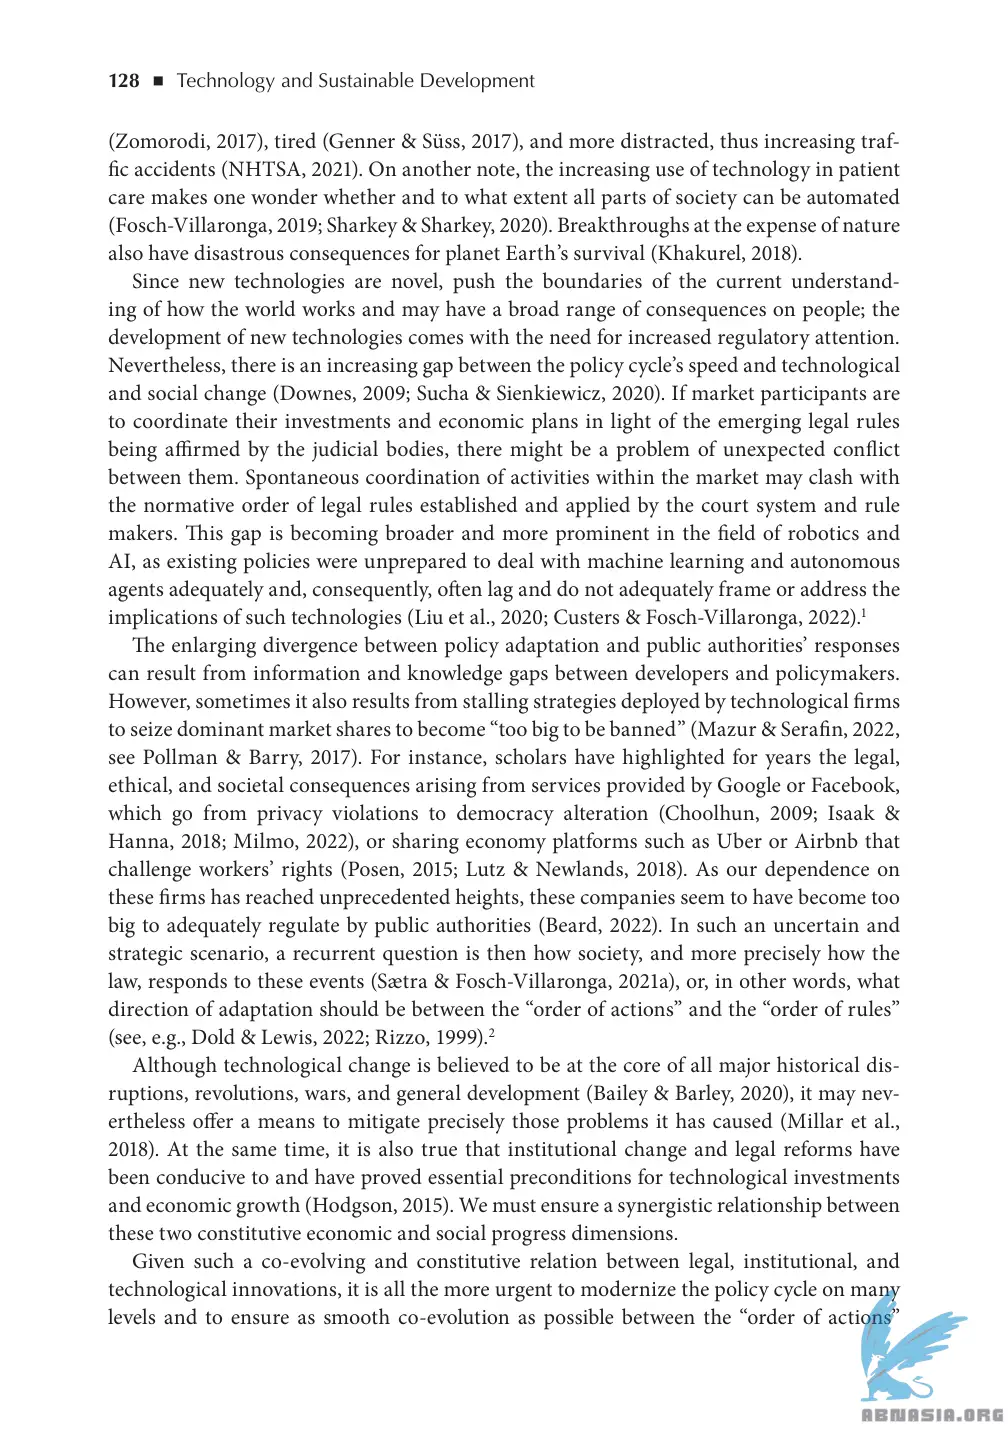 128 ■ Technology and Sustainable Development
(Zomorodi, 2017), tired (Genner & Süss, 2017), and more distracted, thus increasing traf-
fic accidents (NHTSA, 2021). On another note, the increasing use of technology in patient
care makes one wonder whether and to what extent all parts of society can be automated
(Fosch-Villaronga, 2019; Sharkey & Sharkey, 2020). Breakthroughs at the expense of nature
also have disastrous consequences for planet Earth’s survival (Khakurel, 2018).
Since new technologies are novel, push the boundaries of the current understand-
ing of how the world works and may have a broad range of consequences on people; the
development of new technologies comes with the need for increased regulatory attention.
Nevertheless, there is an increasing gap between the policy cycle’s speed and technological
and social change (Downes, 2009; Sucha & Sienkiewicz, 2020). If market participants are
to coordinate their investments and economic plans in light of the emerging legal rules
being affirmed by the judicial bodies, there might be a problem of unexpected conflict
between them. Spontaneous coordination of activities within the market may clash with
the normative order of legal rules established and applied by the court system and rule
makers. This gap is becoming broader and more prominent in the field of robotics and
AI, as existing policies were unprepared to deal with machine learning and autonomous
agents adequately and, consequently, often lag and do not adequately frame or address the
implications of such technologies (Liu et al., 2020; Custers & Fosch-Villaronga, 2022).1
The enlarging divergence between policy adaptation and public authorities’ responses
can result from information and knowledge gaps between developers and policymakers.
However, sometimes it also results from stalling strategies deployed by technological firms
to seize dominant market shares to become “too big to be banned” (Mazur & Serafin, 2022,
see Pollman & Barry, 2017). For instance, scholars have highlighted for years the legal,
ethical, and societal consequences arising from services provided by Google or Facebook,
which go from privacy violations to democracy alteration (Choolhun, 2009; Isaak &
Hanna, 2018; Milmo, 2022), or sharing economy platforms such as Uber or Airbnb that
challenge workers’ rights (Posen, 2015; Lutz & Newlands, 2018). As our dependence on
these firms has reached unprecedented heights, these companies seem to have become too
big to adequately regulate by public authorities (Beard, 2022). In such an uncertain and
strategic scenario, a recurrent question is then how society, and more precisely how the
law, responds to these events (Sætra & Fosch-Villaronga, 2021a), or, in other words, what
direction of adaptation should be between the “order of actions” and the “order of rules”
(see, e.g., Dold & Lewis, 2022; Rizzo, 1999).2
Although technological change is believed to be at the core of all major historical dis-
ruptions, revolutions, wars, and general development (Bailey & Barley, 2020), it may nev-
ertheless offer a means to mitigate precisely those problems it has caused (Millar et al.,
2018). At the same time, it is also true that institutional change and legal reforms have
been conducive to and have proved essential preconditions for technological investments
and economic growth (Hodgson, 2015). We must ensure a synergistic relationship between
these two constitutive economic and social progress dimensions.
Given such a co-evolving and constitutive relation between legal, institutional, and
technological innovations, it is all the more urgent to modernize the policy cycle on many
levels and to ensure as smooth co-evolution as possible between the “order of actions”
ABNASIA.ORG